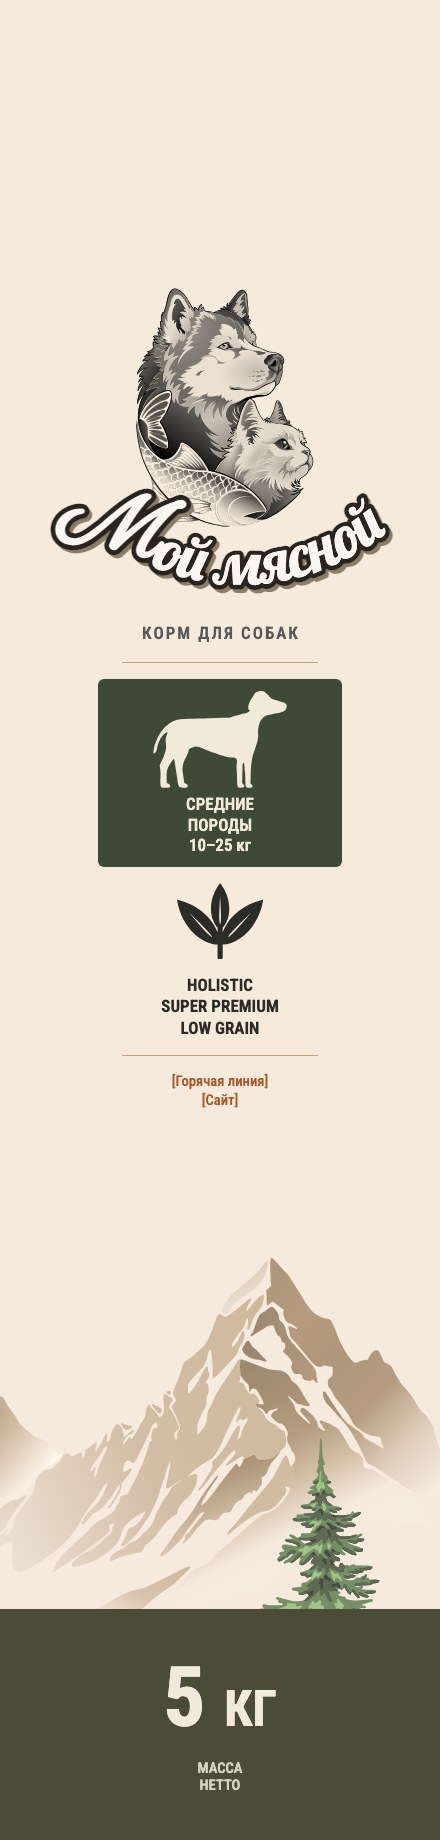 Мой мясной
КОРМ ДЛЯ СОБАК
СРЕДНИЕ
ПОРОДЫ
10–25 кг
HOLISTIC
SUPER PREMIUM
LOW GRAIN
[Горячая линия]
[Сайт]
5 кг
МАССА
НЕТТО